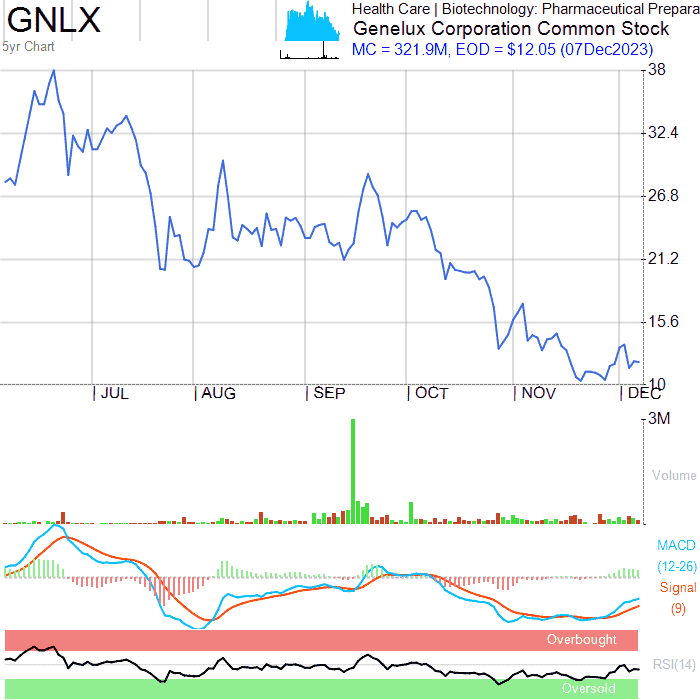 GNLX
Health Care | Biotechnology: Pharmaceutical Prepara
Genelux Corporation Common Stock
5yr Chart
MC = 321.9M, EOD = $12.05 (07Dec2023)
38
32.4
26.8
21.2
15.6
10
JUL AUG SEP OCT NOV DEC
3M
Volume
MACD
(12-26)
Signal
(9)
Overbought
RSI(14)
Oversold